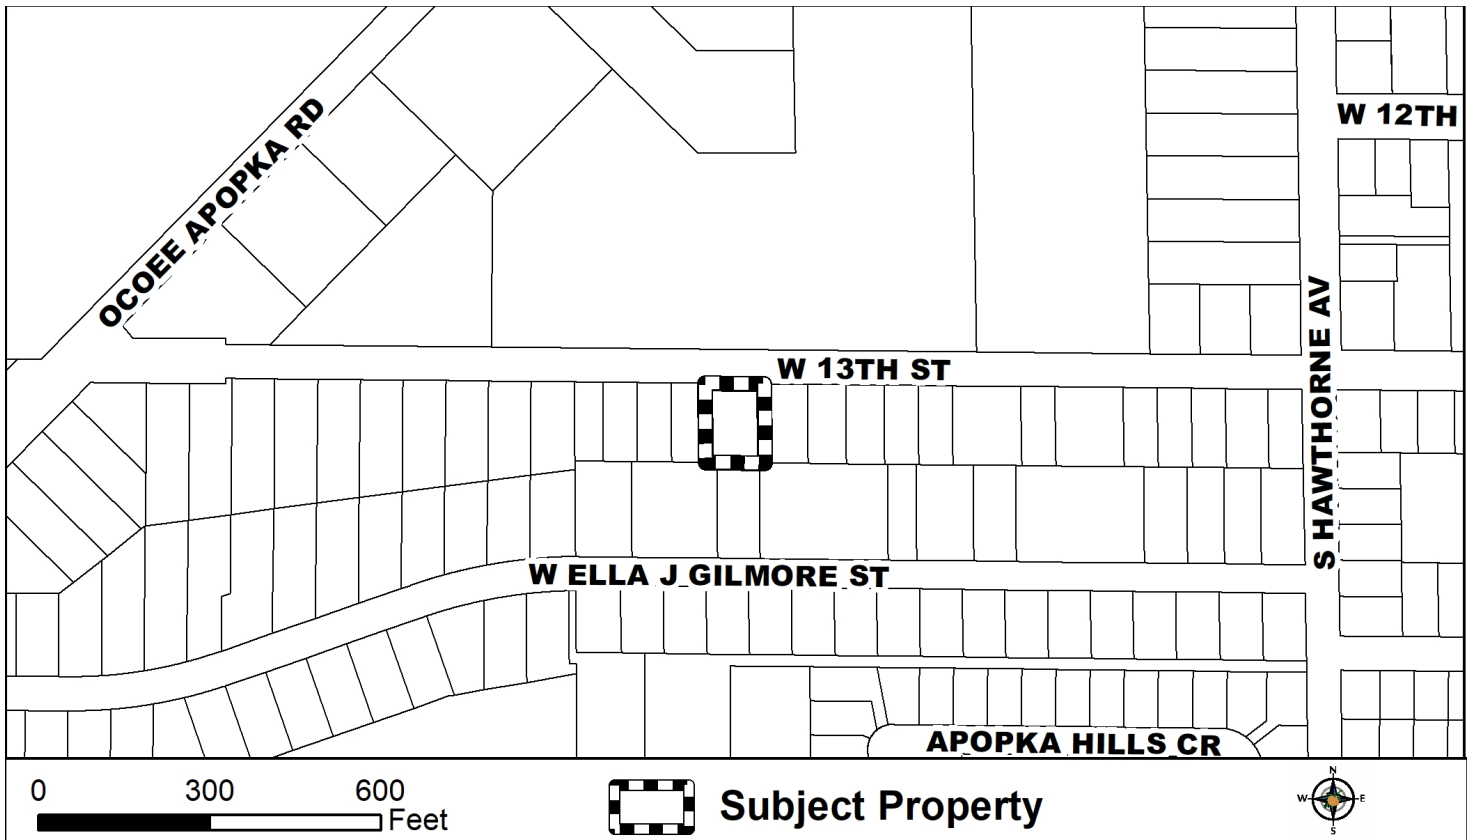 W 12TH
OCOEE APOPKA RD
S HAWTHORNE AV
W 13TH ST
W ELLA J GILMORE ST
APOPKA HILLS CR
0 300 600
Feet
Subject Property
N
W E
S